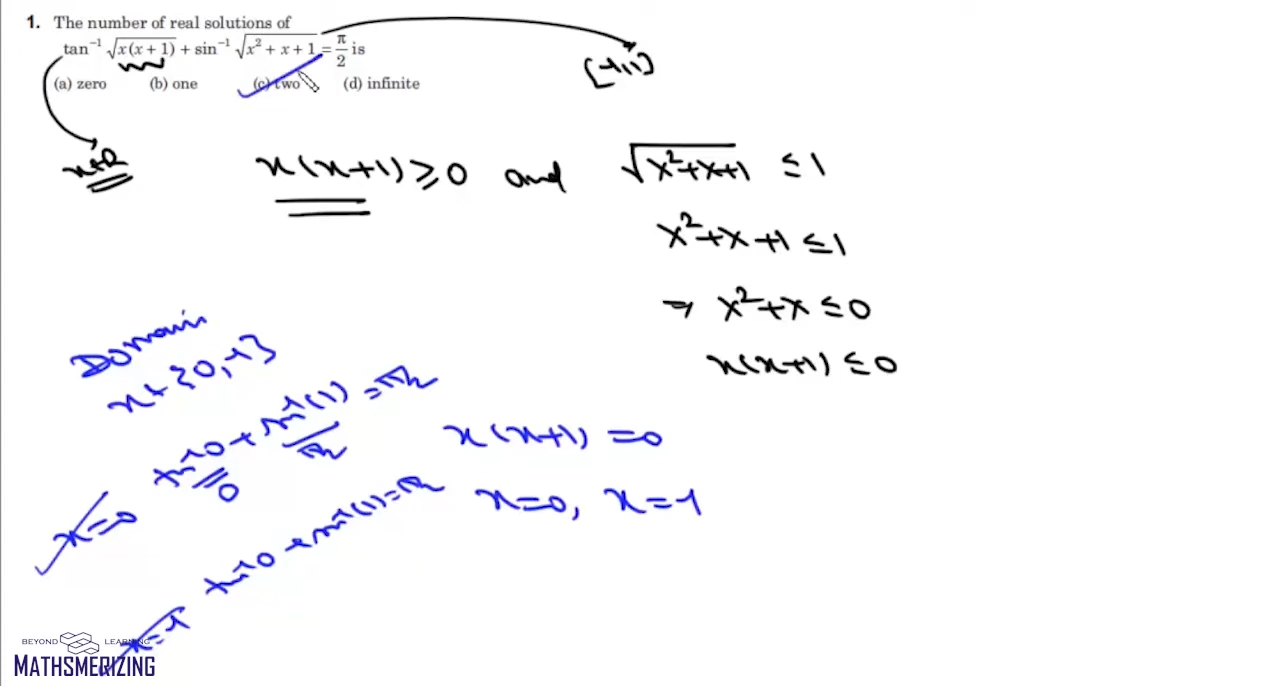 1. The number of real solutions of
tan⁻¹ √x(x + 1) + sin⁻¹ √x² + x + 1 = π/2 is
(a) zero (b) one (c) two (d) infinite
[-1,1]
x(x+1) ≥ 0 and √x²+x+1 ≤ 1
x²+x+1 ≤ 1
⇒ x²+x ≤ 0
x(x+1) ≤ 0
Domain
x ∈ {0,-1}
x(x+1) = 0
x=0, x=-1
x=0 tan⁻¹0 + sin⁻¹(1) = π/2
0 π/2
x=-1 tan⁻¹0 + sin⁻¹(1) = π/2
BEYOND LEARNING
MATHSMERIZING